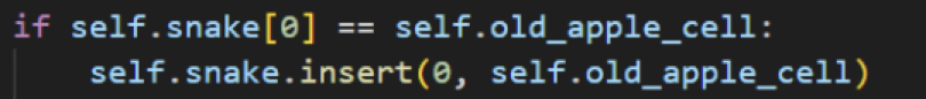 if self.snake[0] == self.old_apple_cell:
    self.snake.insert(0, self.old_apple_cell)